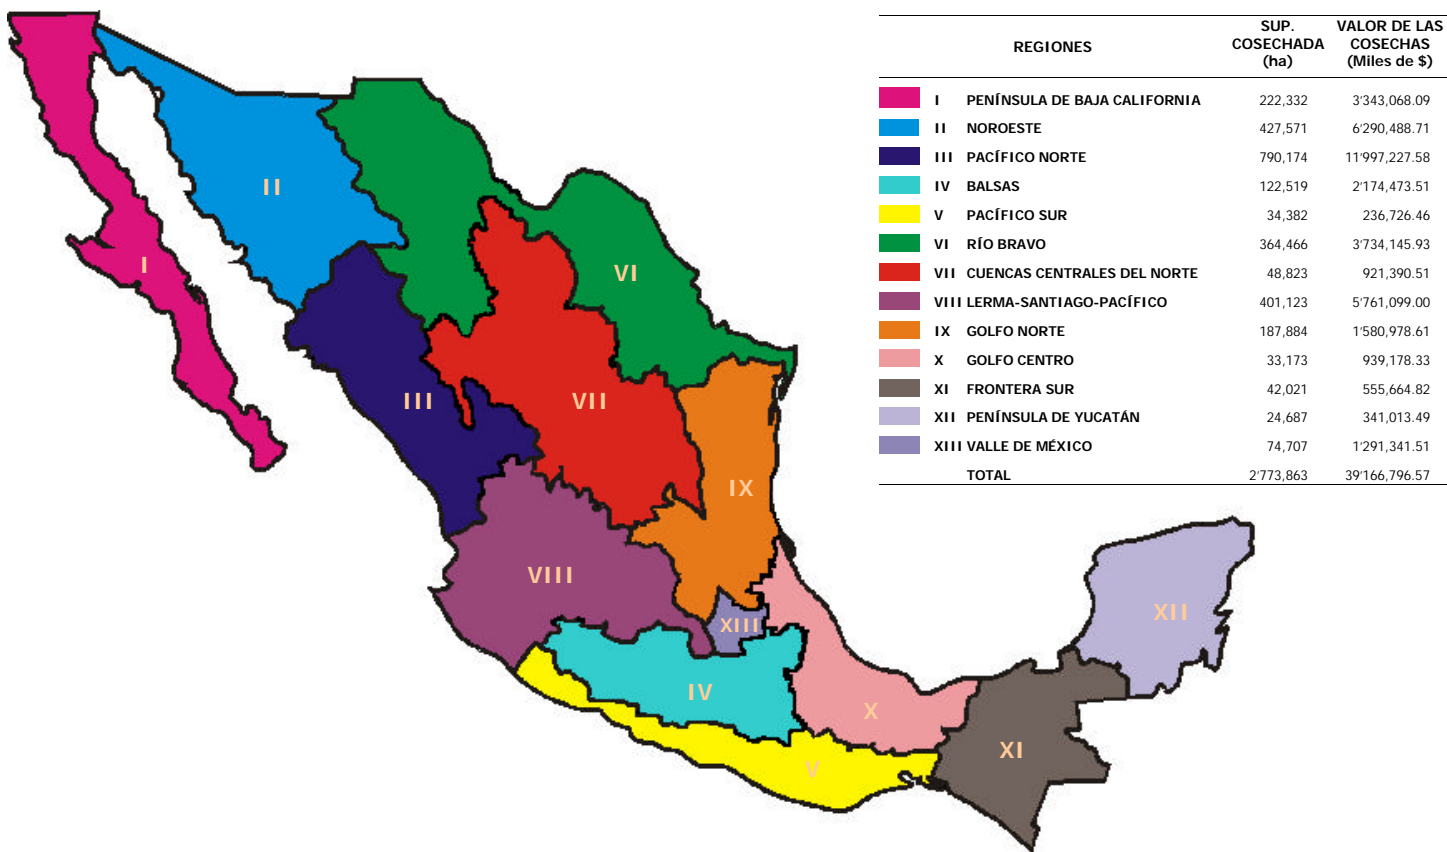 REGIONES SUP. COSECHADA (ha) VALOR DE LAS COSECHAS (Miles de $)
I PENÍNSULA DE BAJA CALIFORNIA 222,332 3'343,068.09
II NOROESTE 427,571 6'290,488.71
III PACÍFICO NORTE 790,174 11'997,227.58
IV BALSAS 122,519 2'174,473.51
V PACÍFICO SUR 34,382 236,726.46
VI RÍO BRAVO 364,466 3'734,145.93
VII CUENCAS CENTRALES DEL NORTE 48,823 921,390.51
VIII LERMA-SANTIAGO-PACÍFICO 401,123 5'761,099.00
IX GOLFO NORTE 187,884 1'580,978.61
X GOLFO CENTRO 33,173 939,178.33
XI FRONTERA SUR 42,021 555,664.82
XII PENÍNSULA DE YUCATÁN 24,687 341,013.49
XIII VALLE DE MÉXICO 74,707 1'291,341.51
TOTAL 2'773,863 39'166,796.57
II
I
VI
III
VII
IX
VIII
XIII
XII
IV
X
XI
V